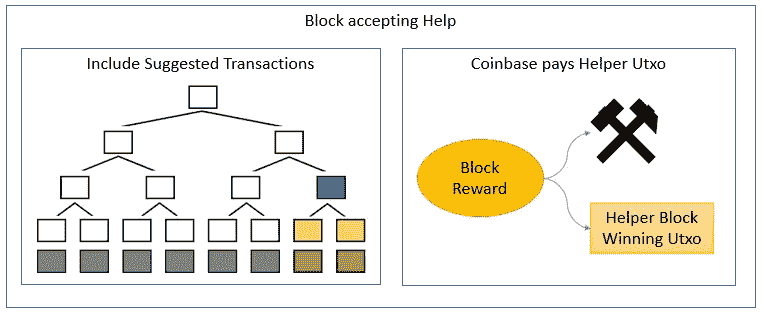 Block accepting Help
Include Suggested Transactions
Coinbase pays Helper Utxo
Block
Reward
Helper Block
Winning Utxo